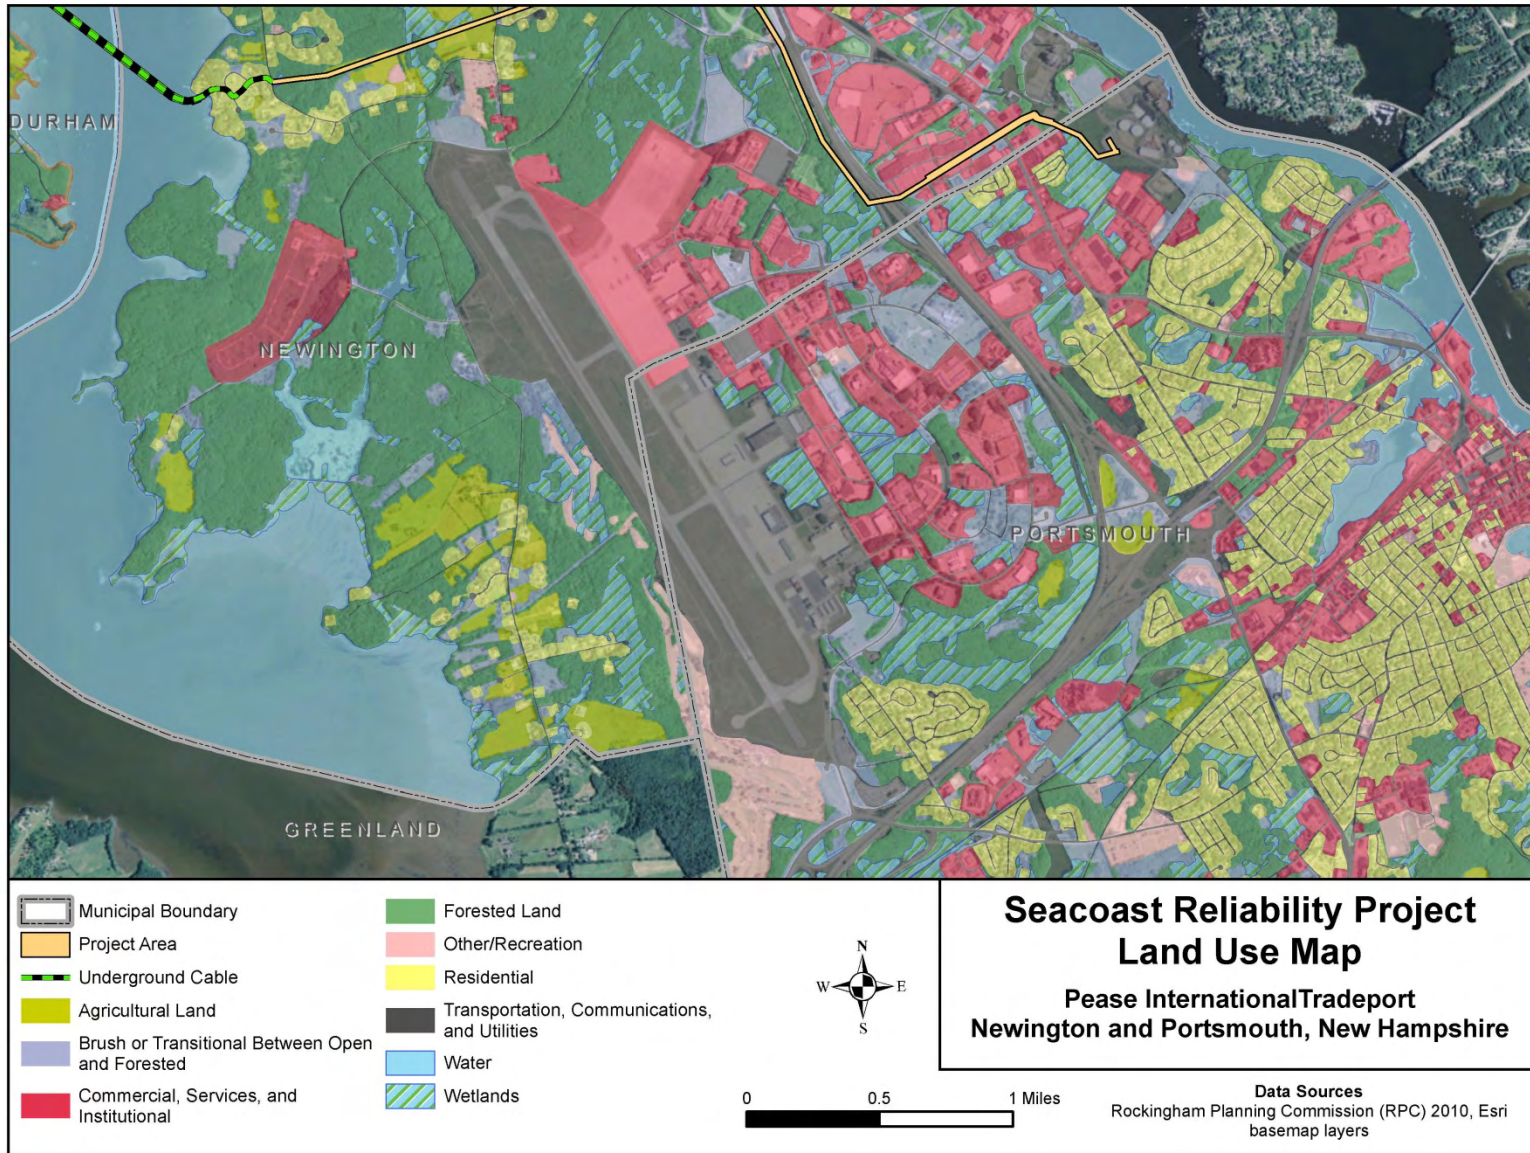 DURHAM
NEWINGTON
PORTSMOUTH
GREENLAND
Municipal Boundary
Project Area
Underground Cable
Agricultural Land
Brush or Transitional Between Open
and Forested
Commercial, Services, and
Institutional
Forested Land
Other/Recreation
Residential
Transportation, Communications,
and Utilities
Water
Wetlands
N
W E
S
0 0.5 1 Miles
Seacoast Reliability Project
Land Use Map
Pease InternationalTradeport
Newington and Portsmouth, New Hampshire
Data Sources
Rockingham Planning Commission (RPC) 2010, Esri
basemap layers